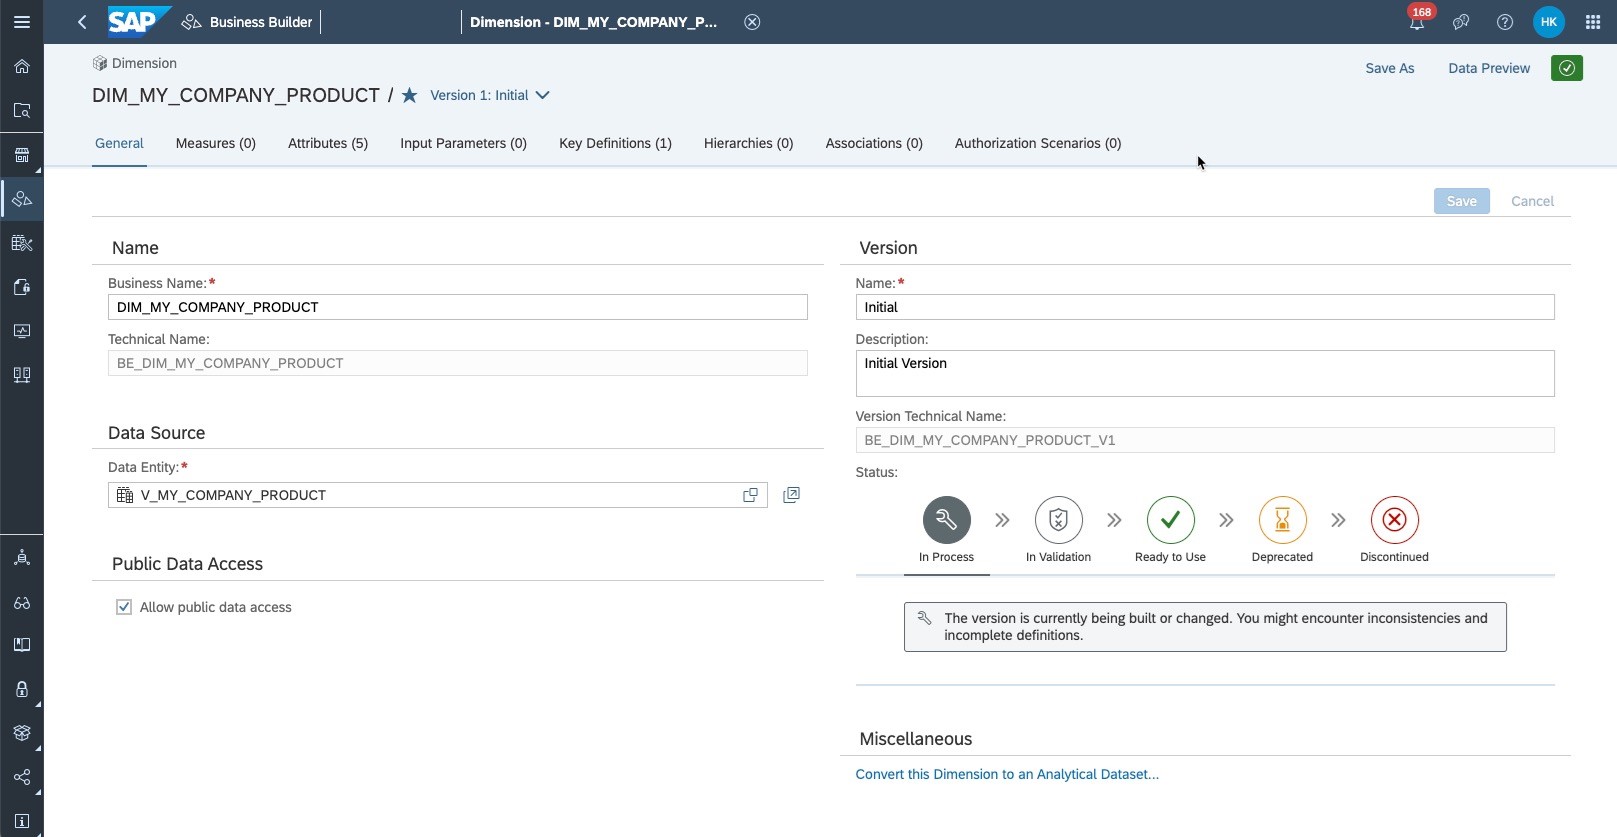 SAP
Business Builder
Dimension - DIM_MY_COMPANY_P...
168
HK
Dimension
Save As
Data Preview
DIM_MY_COMPANY_PRODUCT /
Version 1: Initial
General
Measures (0)
Attributes (5)
Input Parameters (0)
Key Definitions (1)
Hierarchies (0)
Associations (0)
Authorization Scenarios (0)
Save
Cancel
Name
Business Name:*
DIM_MY_COMPANY_PRODUCT
Technical Name:
BE_DIM_MY_COMPANY_PRODUCT
Data Source
Data Entity:*
V_MY_COMPANY_PRODUCT
Public Data Access
Allow public data access
Version
Name:*
Initial
Description:
Initial Version
Version Technical Name:
BE_DIM_MY_COMPANY_PRODUCT_V1
Status:
In Process
In Validation
Ready to Use
Deprecated
Discontinued
The version is currently being built or changed. You might encounter inconsistencies and
incomplete definitions.
Miscellaneous
Convert this Dimension to an Analytical Dataset...